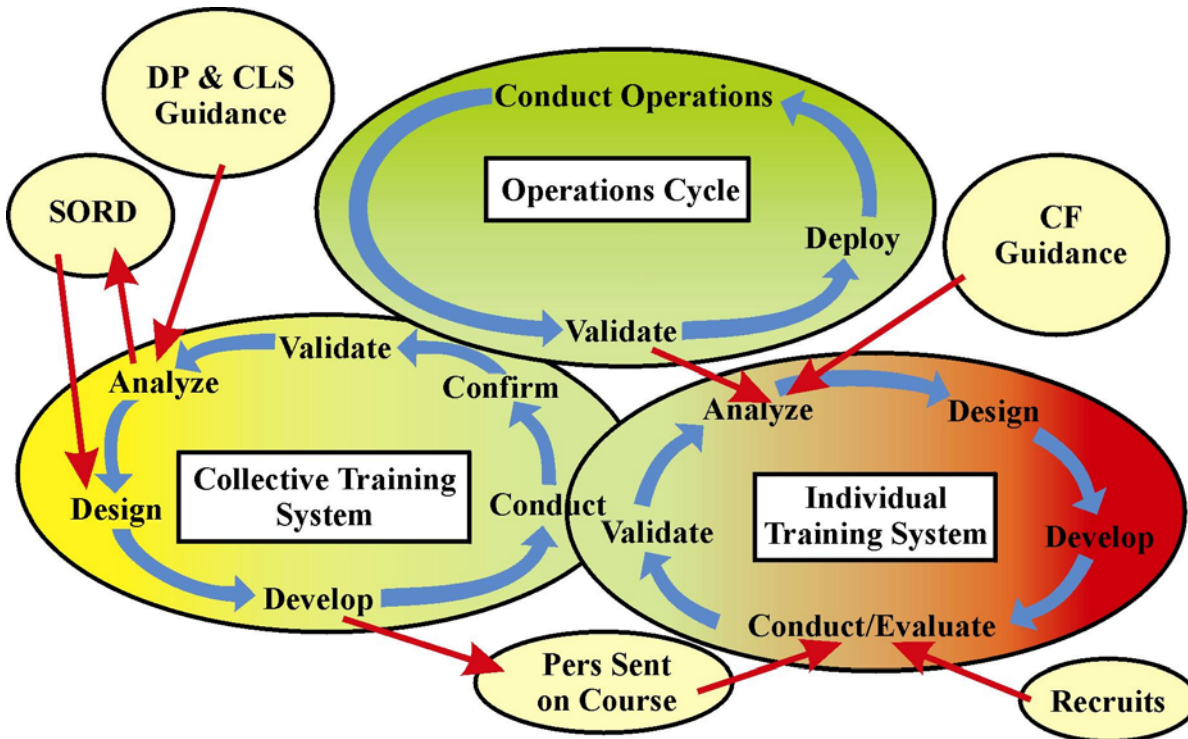 DP & CLS
Guidance
Conduct Operations
SORD
Operations Cycle
CF
Guidance
Deploy
Validate
Validate
Analyze
Confirm
Analyze
Design
Collective Training
System
Design
Conduct
Individual
Training System
Validate
Develop
Develop
Conduct/Evaluate
Pers Sent
on Course
Recruits